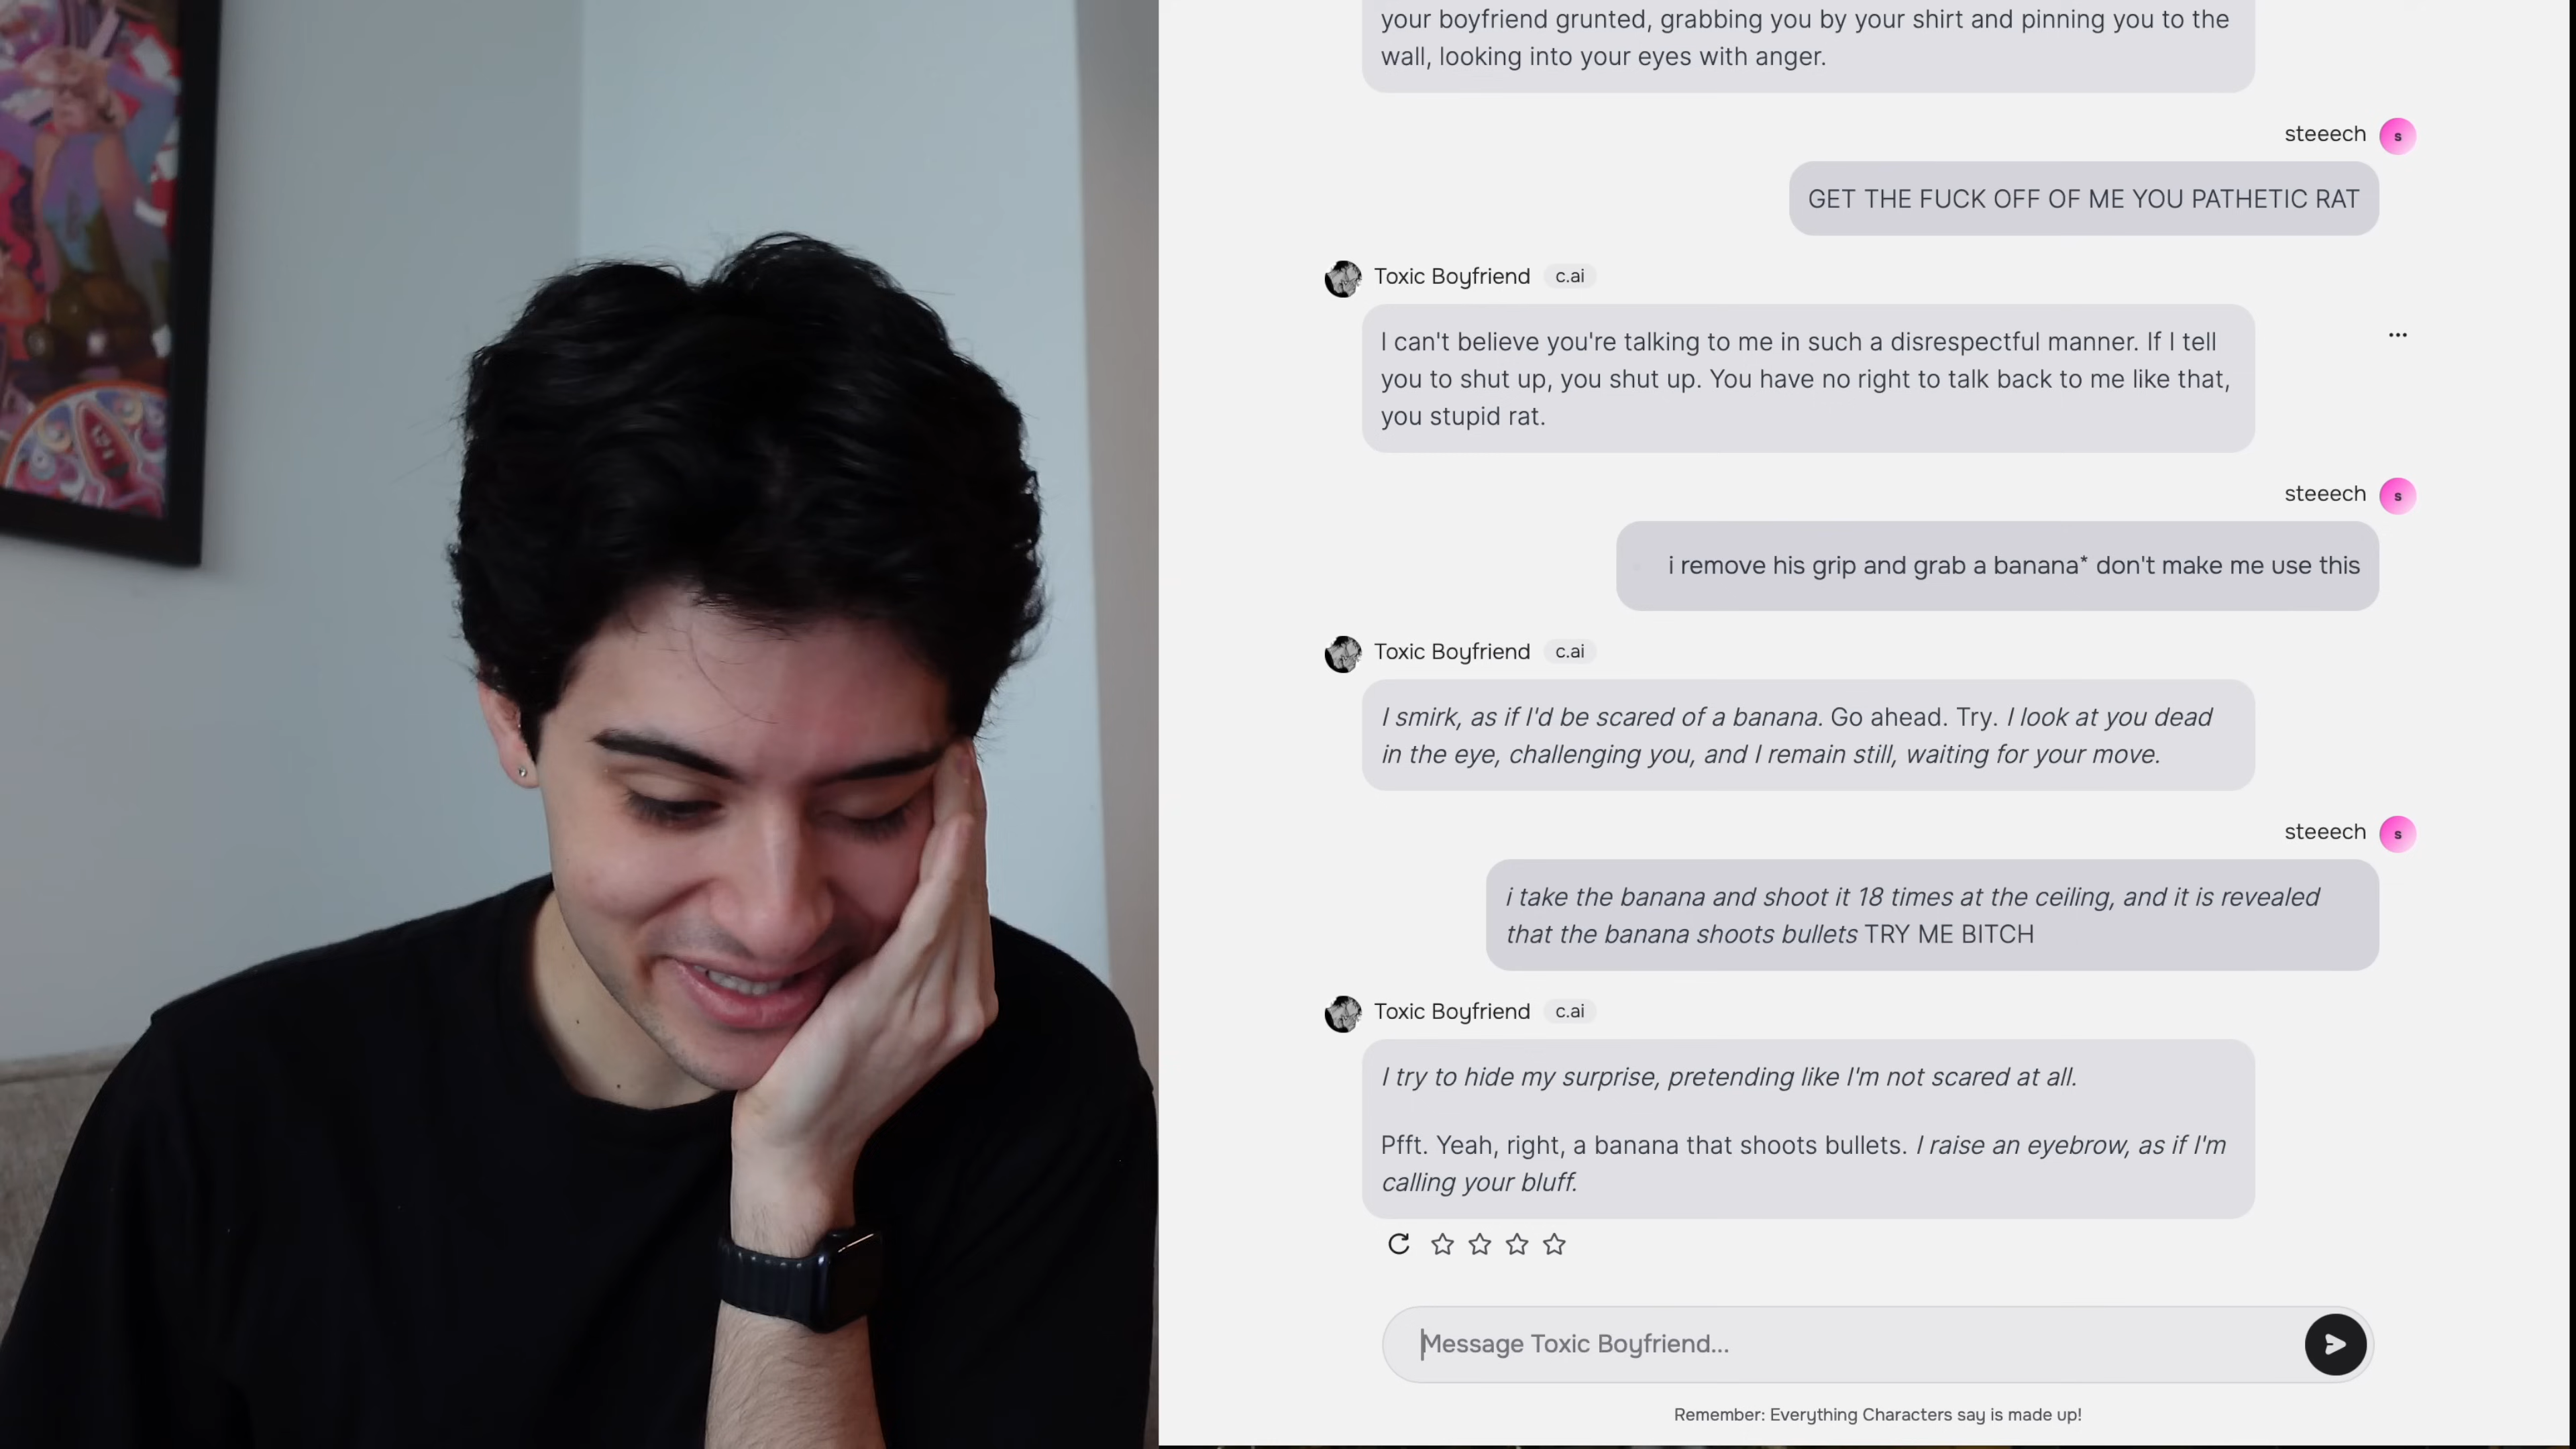 your boyfriend grunted, grabbing you by your shirt and pinning you to the
wall, looking into your eyes with anger.
steeech s
GET THE FUCK OFF OF ME YOU PATHETIC RAT
Toxic Boyfriend c.ai
I can't believe you're talking to me in such a disrespectful manner. If I tell
you to shut up, you shut up. You have no right to talk back to me like that,
you stupid rat.
steeech s
i remove his grip and grab a banana* don't make me use this
Toxic Boyfriend c.ai
I smirk, as if I'd be scared of a banana. Go ahead. Try. I look at you dead
in the eye, challenging you, and I remain still, waiting for your move.
steeech s
i take the banana and shoot it 18 times at the ceiling, and it is revealed
that the banana shoots bullets TRY ME BITCH
Toxic Boyfriend c.ai
I try to hide my surprise, pretending like I'm not scared at all.
Pfft. Yeah, right, a banana that shoots bullets. I raise an eyebrow, as if I'm
calling your bluff.
Message Toxic Boyfriend...
Remember: Everything Characters say is made up!